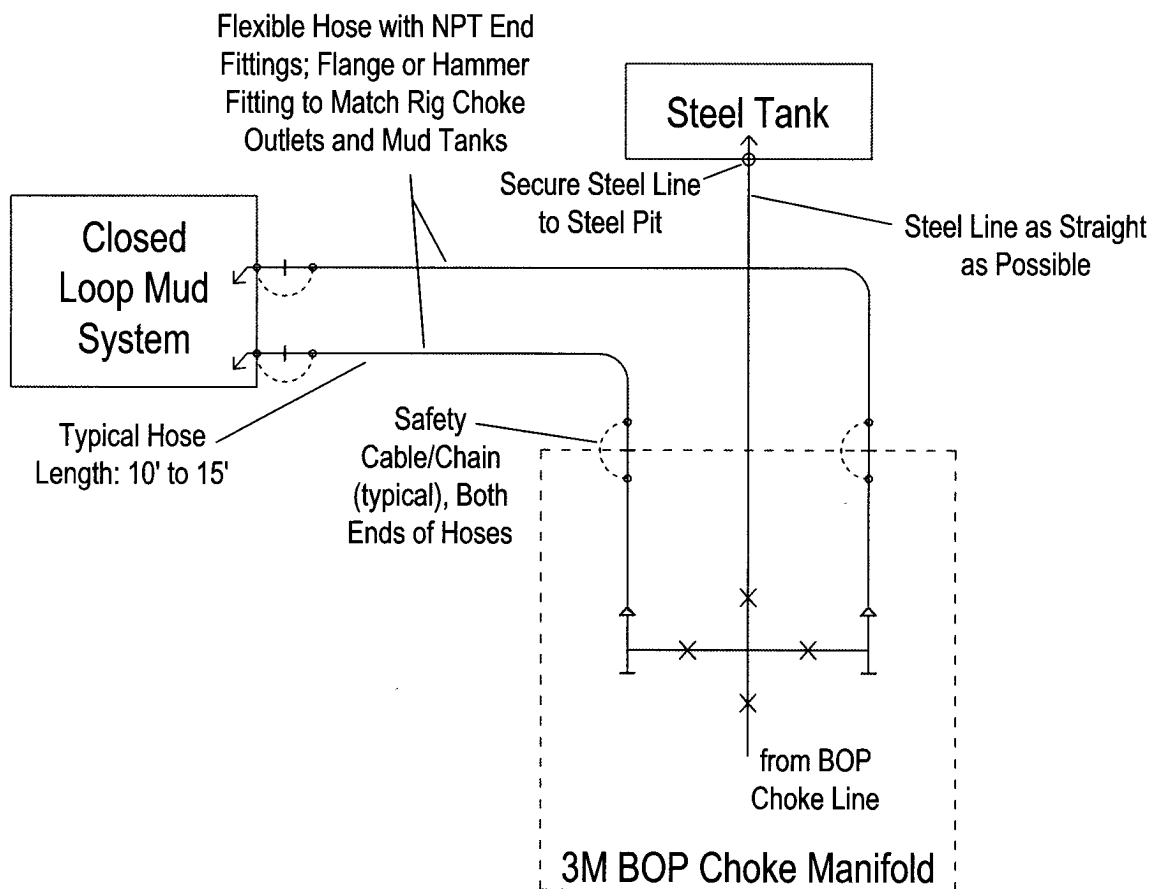 Flexible Hose with NPT End
Fittings; Flange or Hammer
Fitting to Match Rig Choke
Outlets and Mud Tanks
Steel Tank
Secure Steel Line
to Steel Pit
Steel Line as Straight
as Possible
Closed
Loop Mud
System
Typical Hose
Length: 10' to 15'
Safety
Cable/Chain
(typical), Both
Ends of Hoses
from BOP
Choke Line
3M BOP Choke Manifold